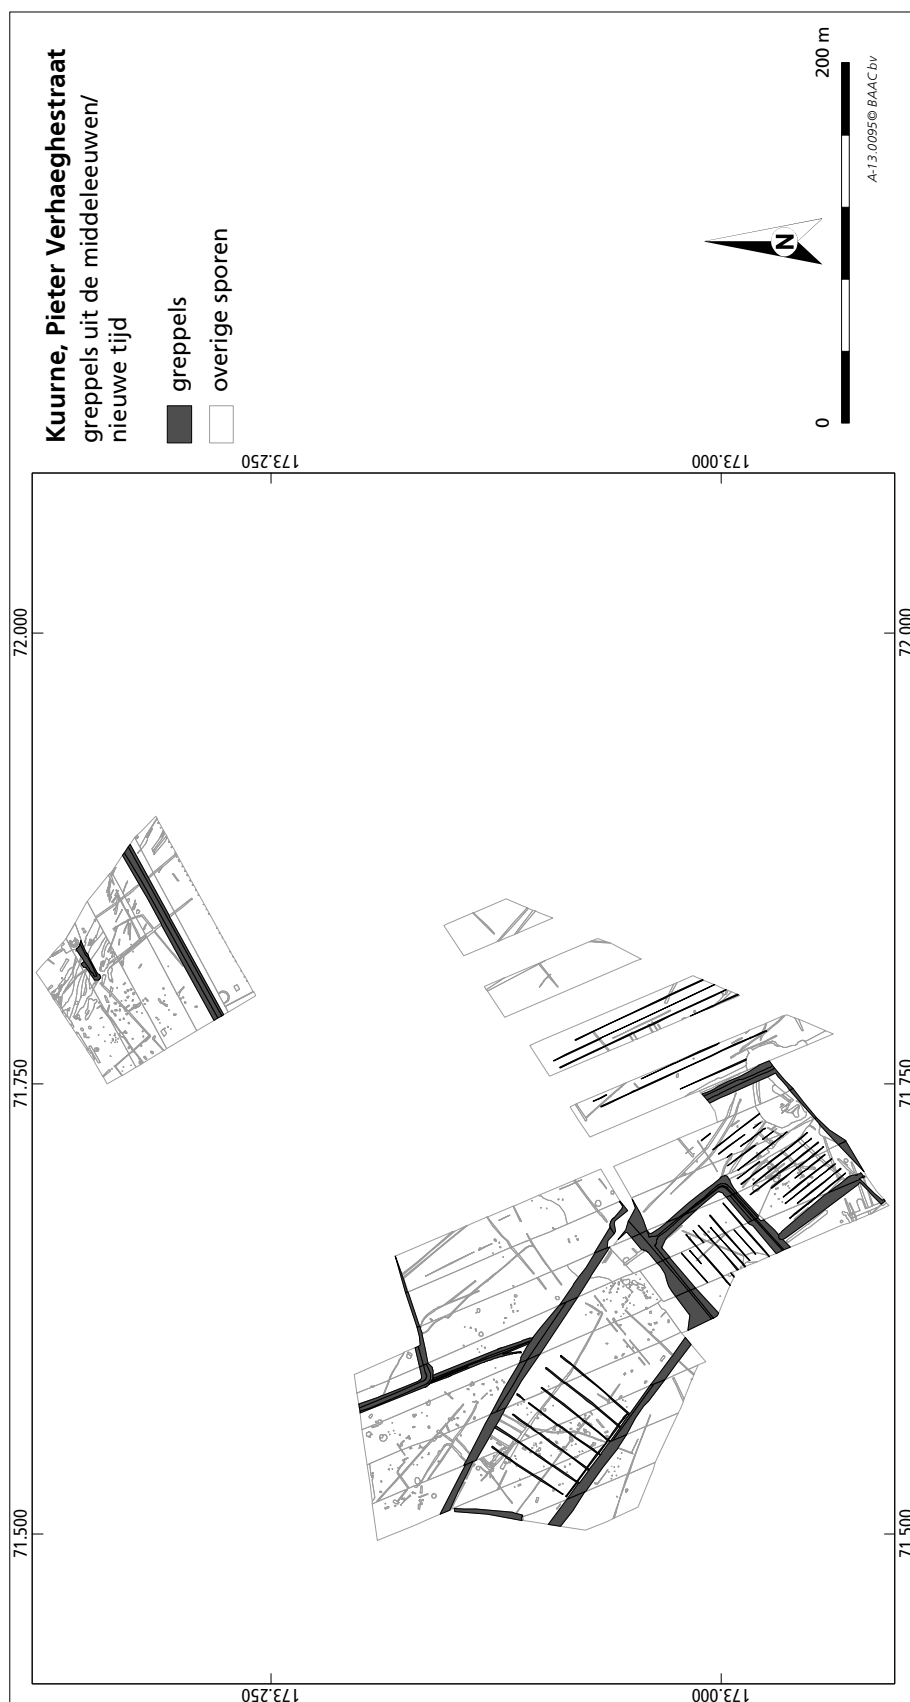 Kuurne, Pieter Verhaeghestraat
greppels uit de middeleeuwen/
nieuwe tijd
greppels
overige sporen
N
0
200 m
A-13.0095© BAAC bv
173.250
173.000
72.000
72.000
71.750
71.750
71.500
71.500
173.250
173.000